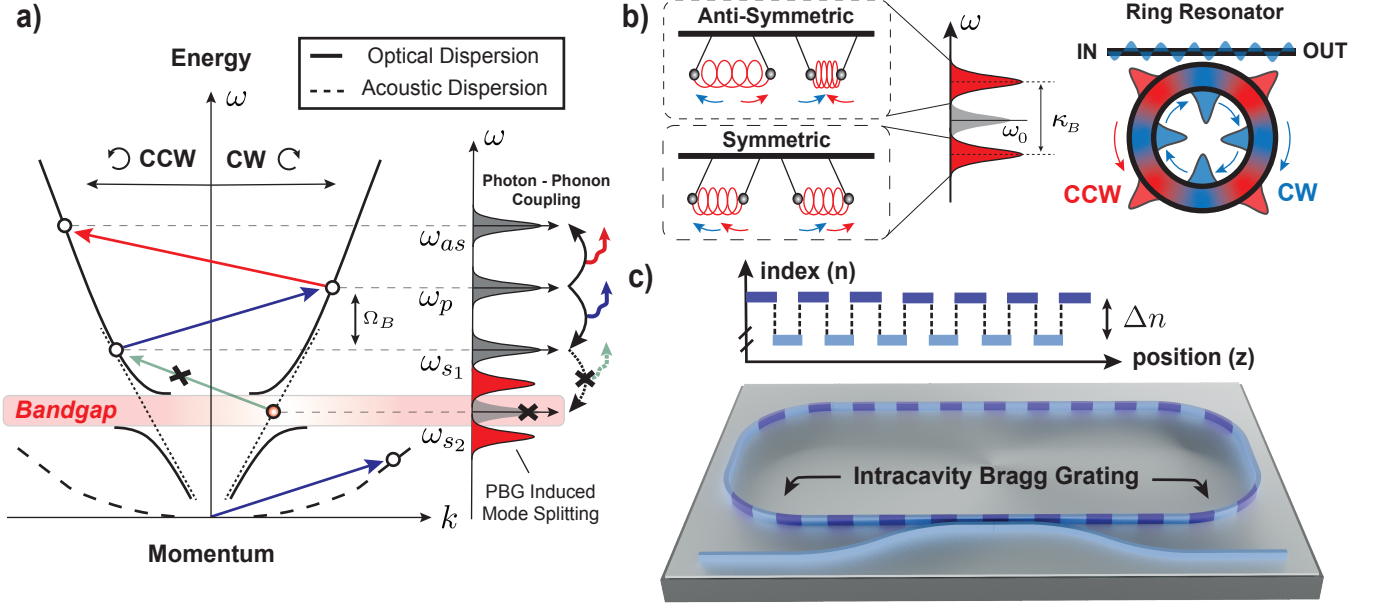 a)
Energy
ω
Optical Dispersion
Acoustic Dispersion
CCW
CW
ω
Photon - Phonon
Coupling
ω_as
ω_p
Ω_B
ω_s1
Bandgap
ω_s2
PBG Induced
Mode Splitting
k
Momentum
b)
Anti-Symmetric
Symmetric
ω
ω_0
κ_B
Ring Resonator
IN
OUT
CCW
CW
c)
index (n)
Δn
position (z)
Intracavity Bragg Grating